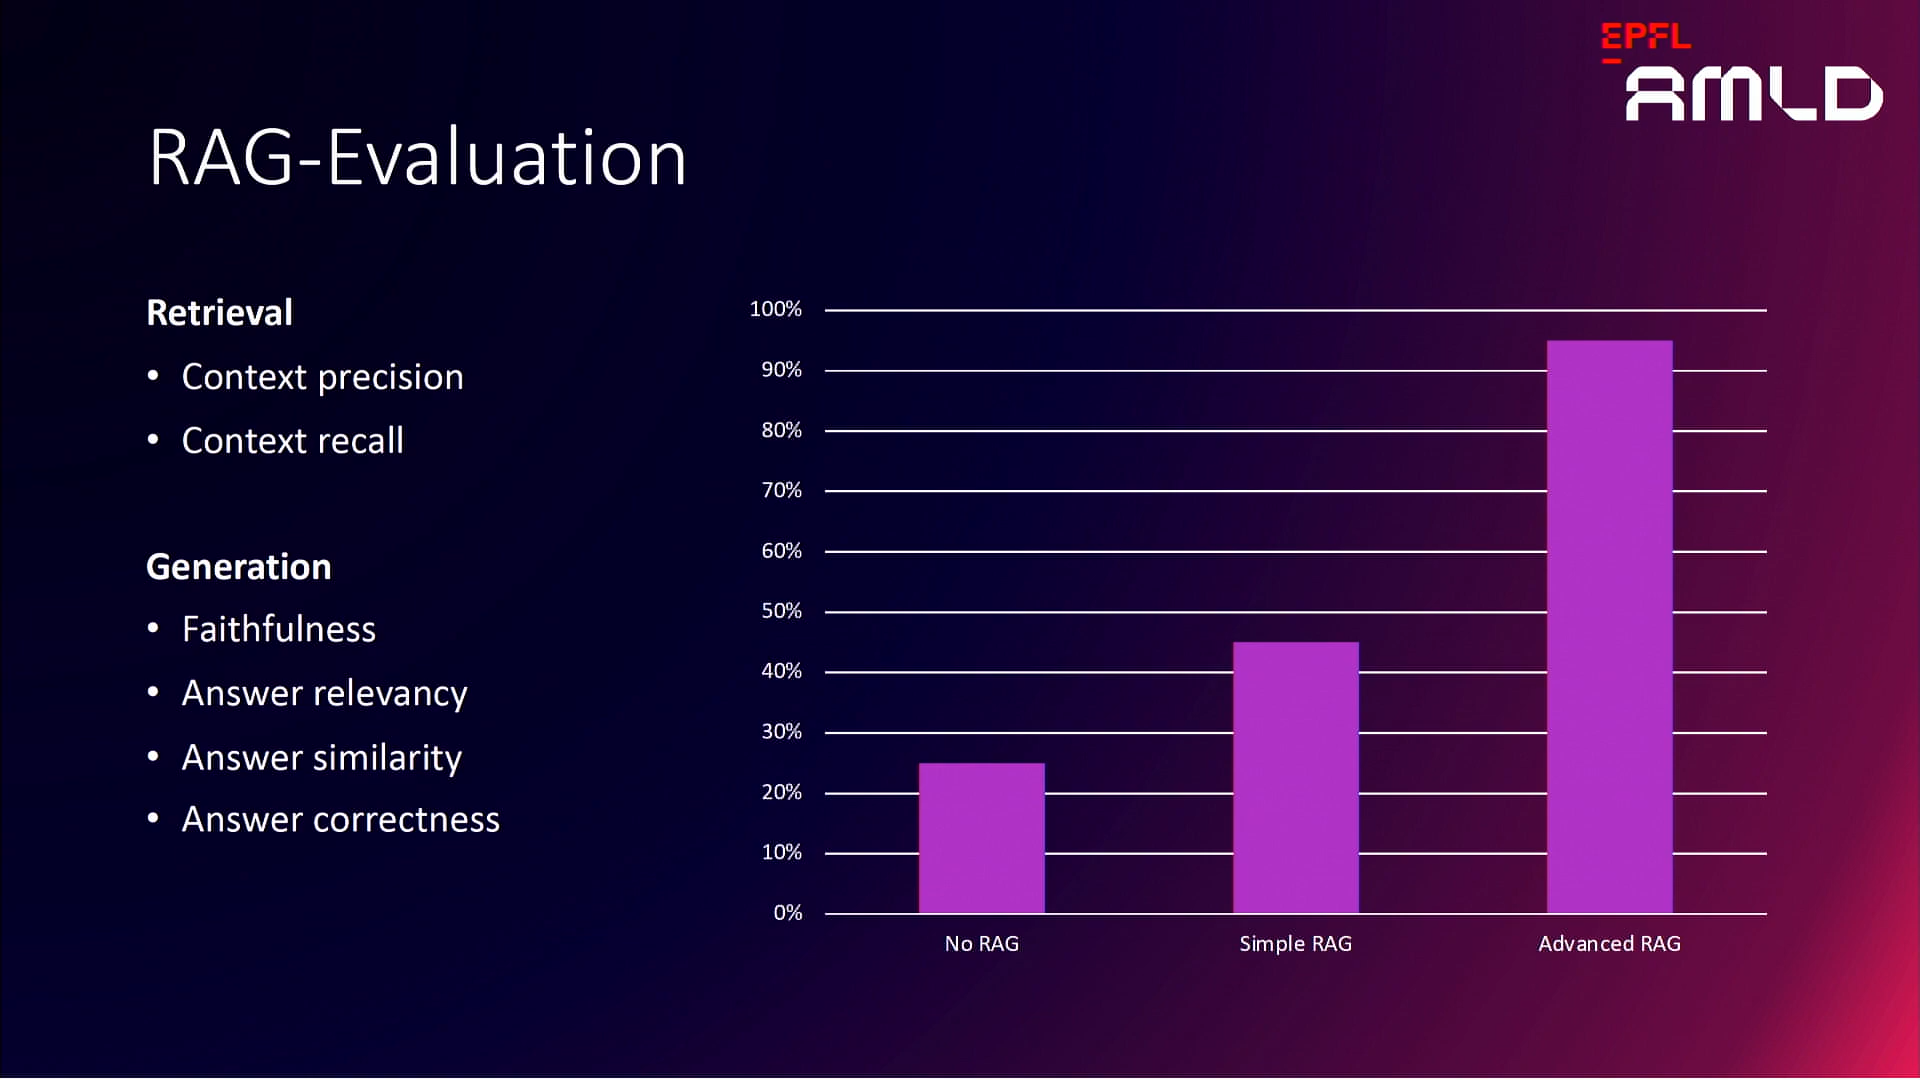 EPFL
AMLD
RAG-Evaluation
Retrieval
• Context precision
• Context recall
Generation
• Faithfulness
• Answer relevancy
• Answer similarity
• Answer correctness
100%
90%
80%
70%
60%
50%
40%
30%
20%
10%
0%
No RAG
Simple RAG
Advanced RAG